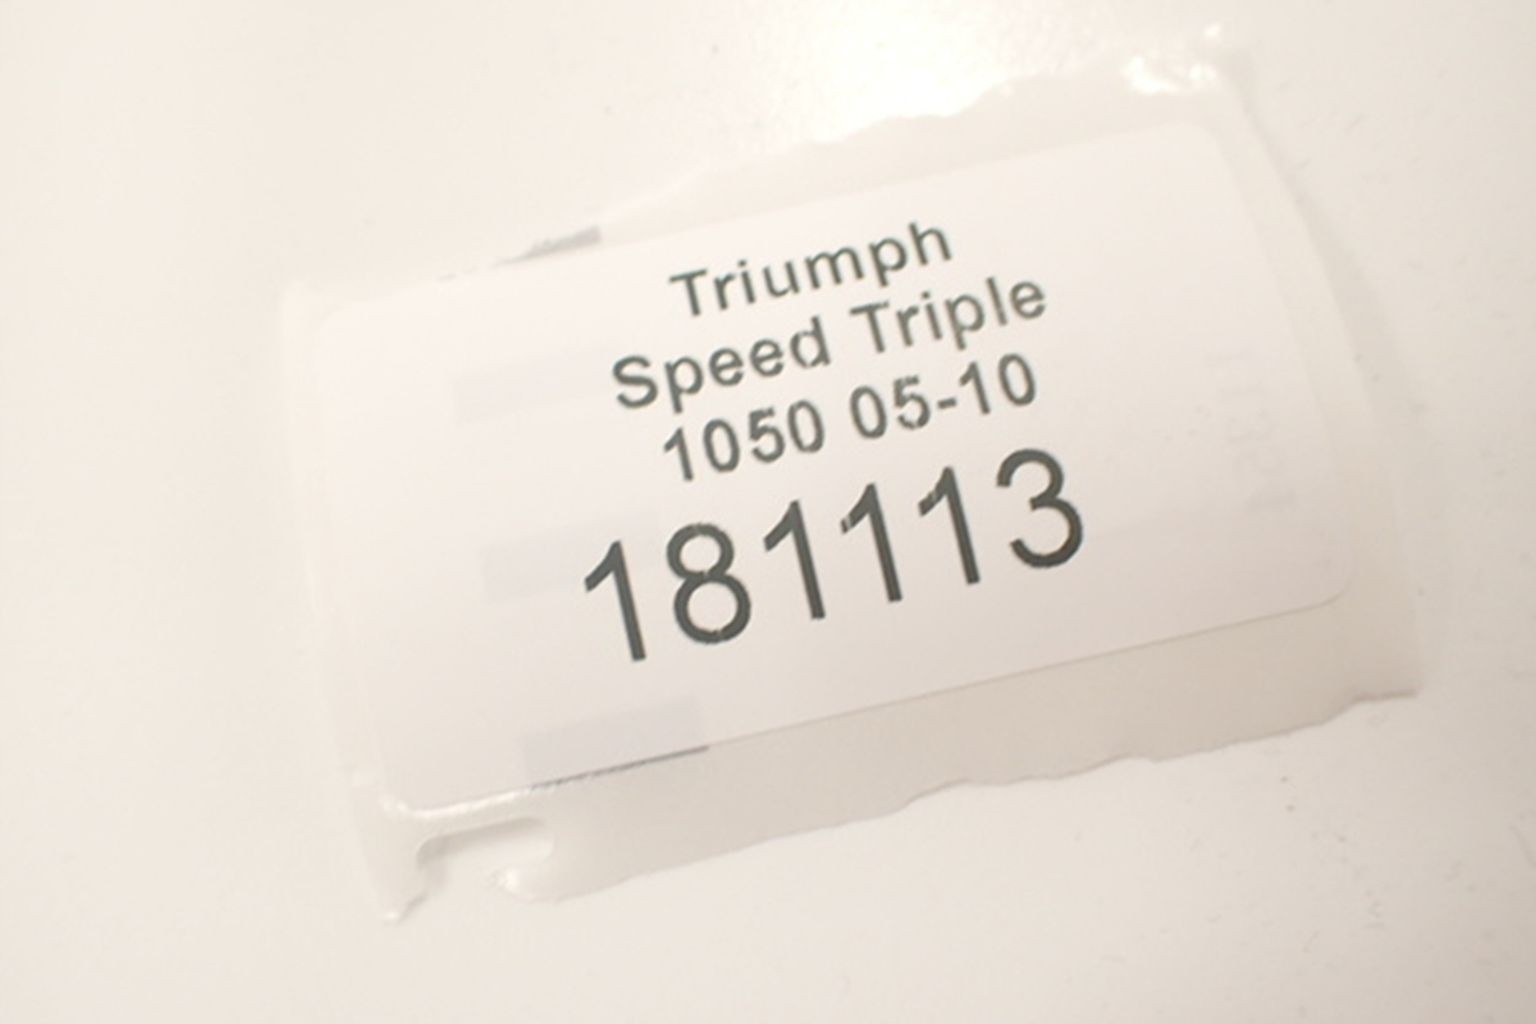 Triumph
Speed Triple
1050 05-10
181113